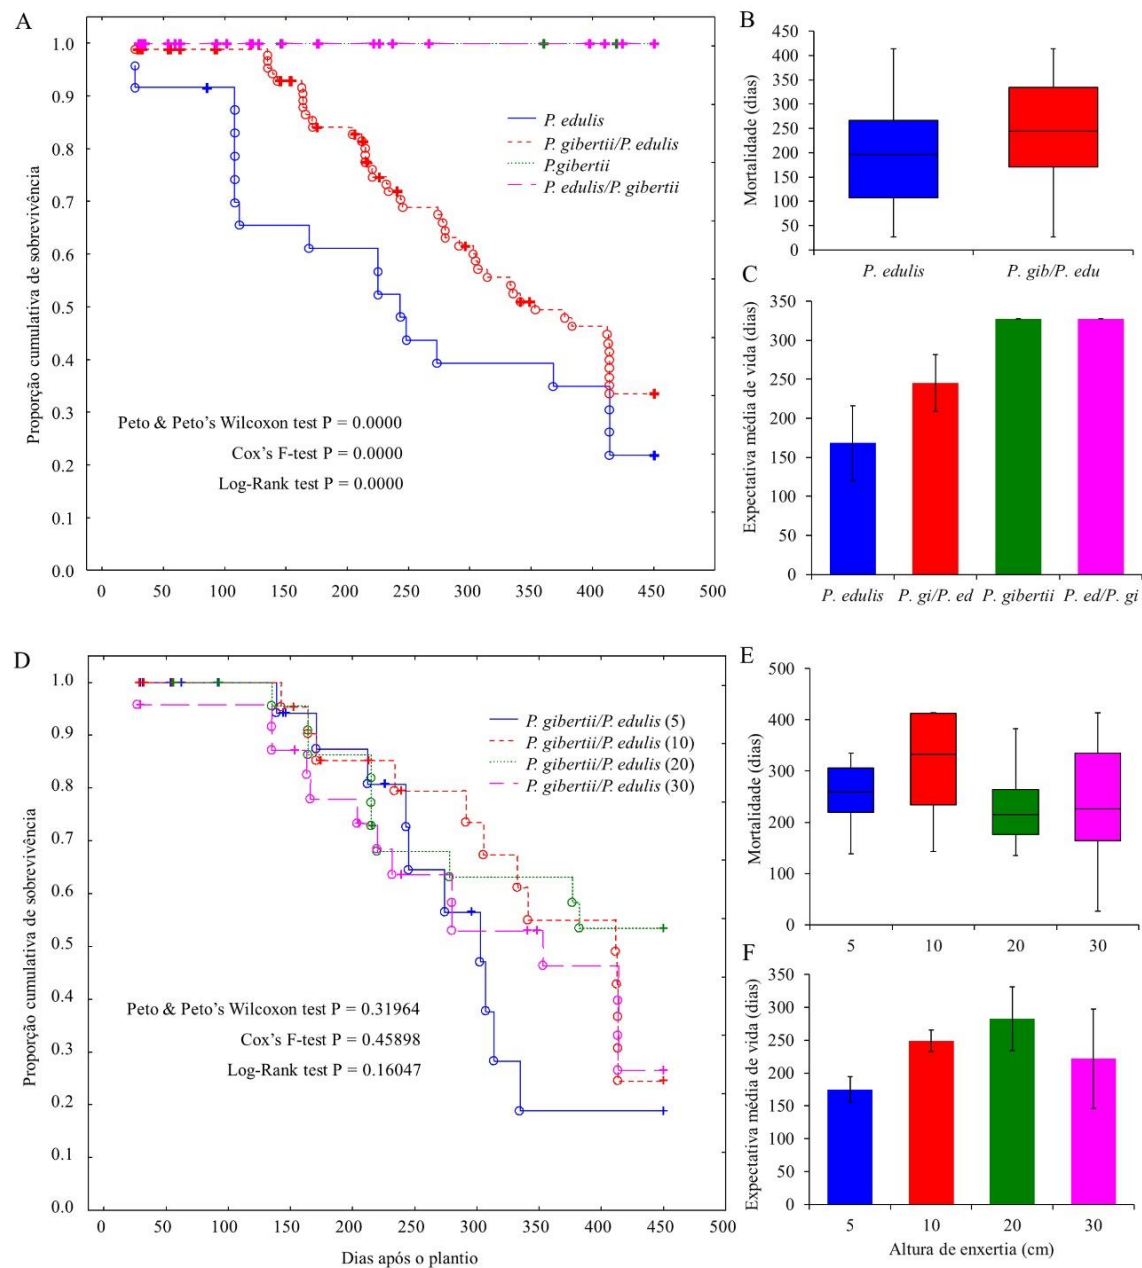 A
Proporção cumulativa de sobrevivência
1.0
0.9
0.8
0.7
0.6
0.5
0.4
0.3
0.2
0.1
0.0
P. edulis
P. gibertii/P. edulis
P.gibertii
P. edulis/P. gibertii
Peto & Peto's Wilcoxon test P = 0.0000
Cox's F-test P = 0.0000
Log-Rank test P = 0.0000
0 50 100 150 200 250 300 350 400 450 500
B
Mortalidade (dias)
450
400
350
300
250
200
150
100
50
0
P. edulis P. gib/P. edu
C
Expectativa média de vida (dias)
350
300
250
200
150
100
50
0
P. edulis P. gi/P. ed P. gibertii P. ed/P. gi
D
Proporção cumulativa de sobrevivência
1.0
0.9
0.8
0.7
0.6
0.5
0.4
0.3
0.2
0.1
0.0
P. gibertii/P. edulis (5)
P. gibertii/P. edulis (10)
P. gibertii/P. edulis (20)
P. gibertii/P. edulis (30)
Peto & Peto's Wilcoxon test P = 0.31964
Cox's F-test P = 0.45898
Log-Rank test P = 0.16047
0 50 100 150 200 250 300 350 400 450 500
Dias após o plantio
E
Mortalidade (dias)
500
400
300
200
100
0
5 10 20 30
F
Expectativa média de vida (dias)
350
300
250
200
150
100
50
0
5 10 20 30
Altura de enxertia (cm)